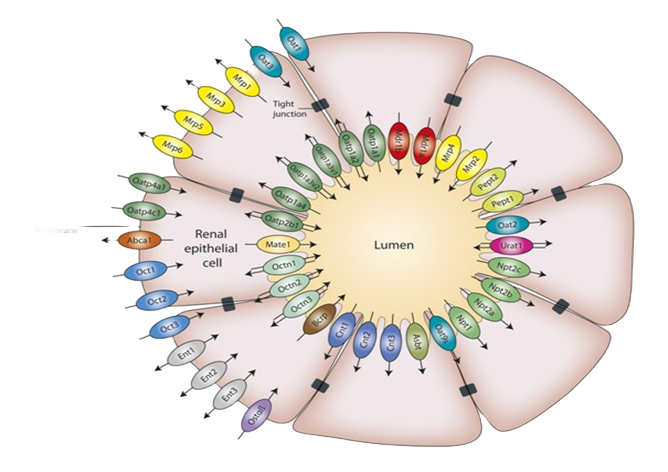 Oat1
Oat3
Mrp1
Mrp3
Mrp5
Mrp6
Tight
junction
Oatp4a1
Oatp4c1
Abca1
Oct1
Oct2
Oct3
Ent1
Ent2
Ent3
Renal
epithelial
cell
Lumen
Oatp1a1
Oatp1a2
Oatp1a4
Oatp2b1
Mate1
Octn1
Octn2
Octn3
Bcrp
Cnt1
Cnt2
Cnt3
Asbt
Npt1
Npt2a
Npt2b
Npt2c
Urat1
Oat2
Pept1
Pept2
Mrp2
Mrp4